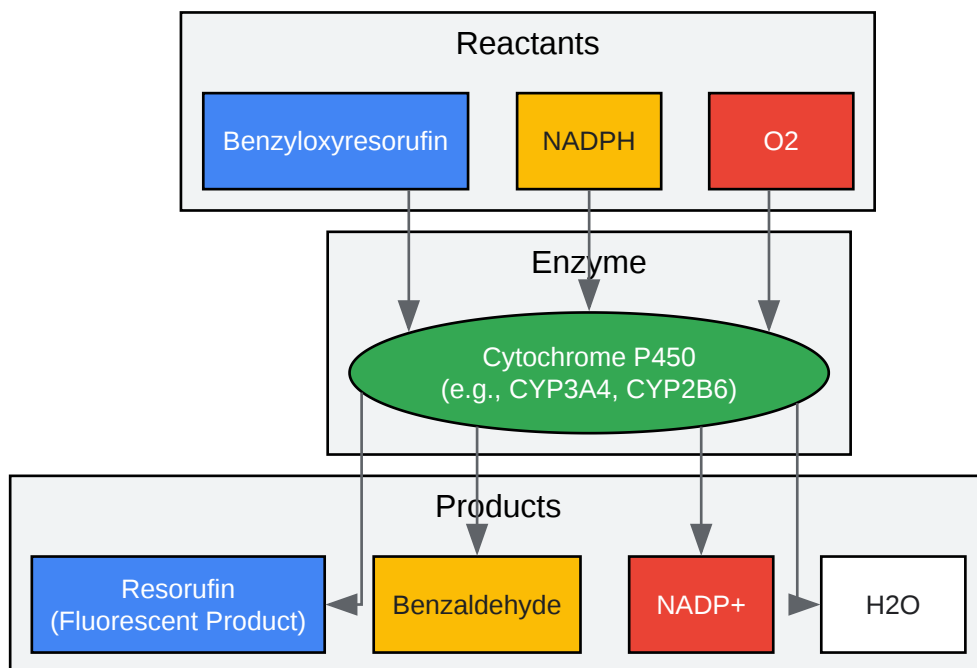 Reactants
Benzyloxyresorufin
NADPH
O2
Enzyme
Cytochrome P450
(e.g., CYP3A4, CYP2B6)
Products
Resorufin
(Fluorescent Product)
Benzaldehyde
NADP+
H2O